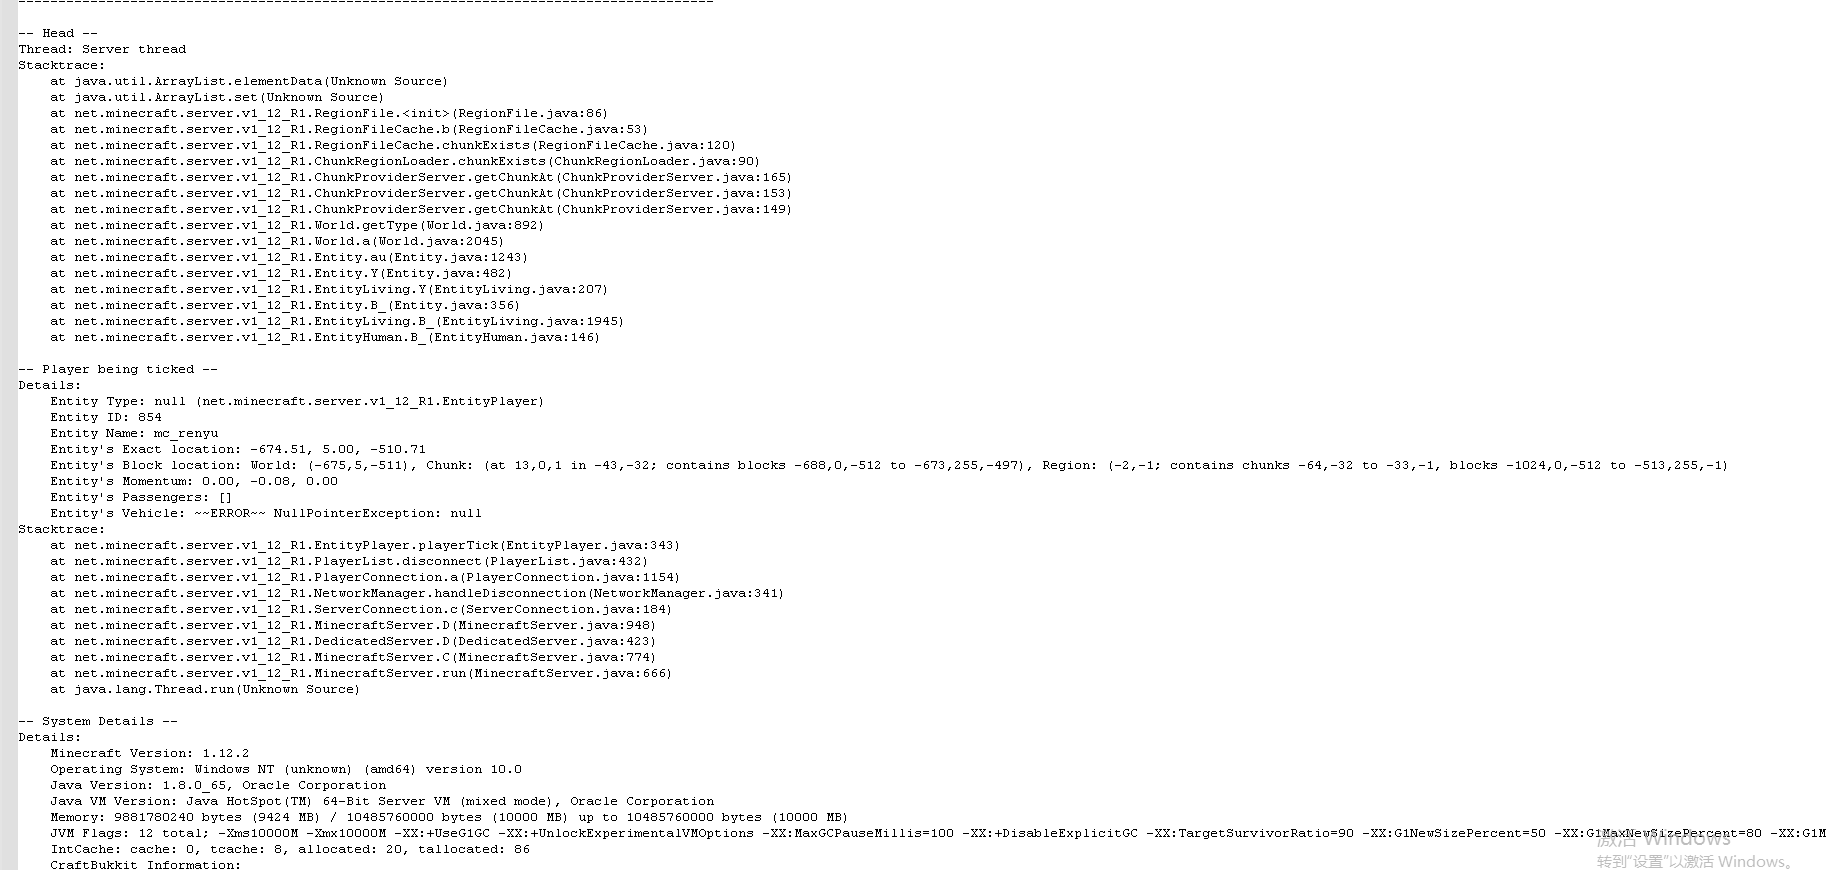 ---------------------------------------------------------------------------------------
-- Head --
Thread: Server thread
Stacktrace:
    at java.util.ArrayList.elementData(Unknown Source)
    at java.util.ArrayList.set(Unknown Source)
    at net.minecraft.server.v1_12_R1.RegionFile.<init>(RegionFile.java:86)
    at net.minecraft.server.v1_12_R1.RegionFileCache.b(RegionFileCache.java:53)
    at net.minecraft.server.v1_12_R1.RegionFileCache.chunkExists(RegionFileCache.java:120)
    at net.minecraft.server.v1_12_R1.ChunkRegionLoader.chunkExists(ChunkRegionLoader.java:90)
    at net.minecraft.server.v1_12_R1.ChunkProviderServer.getChunkAt(ChunkProviderServer.java:165)
    at net.minecraft.server.v1_12_R1.ChunkProviderServer.getChunkAt(ChunkProviderServer.java:153)
    at net.minecraft.server.v1_12_R1.ChunkProviderServer.getChunkAt(ChunkProviderServer.java:149)
    at net.minecraft.server.v1_12_R1.World.getType(World.java:892)
    at net.minecraft.server.v1_12_R1.World.a(World.java:2045)
    at net.minecraft.server.v1_12_R1.Entity.au(Entity.java:1243)
    at net.minecraft.server.v1_12_R1.Entity.Y(Entity.java:482)
    at net.minecraft.server.v1_12_R1.EntityLiving.Y(EntityLiving.java:207)
    at net.minecraft.server.v1_12_R1.Entity.B_(Entity.java:356)
    at net.minecraft.server.v1_12_R1.EntityLiving.B_(EntityLiving.java:1945)
    at net.minecraft.server.v1_12_R1.EntityHuman.B_(EntityHuman.java:146)
-- Player being ticked --
Details:
    Entity Type: null (net.minecraft.server.v1_12_R1.EntityPlayer)
    Entity ID: 854
    Entity Name: mc_renyu
    Entity's Exact location: -674.51, 5.00, -510.71
    Entity's Block location: World: (-675,5,-511), Chunk: (at 13,0,1 in -43,-32; contains blocks -688,0,-512 to -673,255,-497), Region: (-2,-1; contains chunks -64,-32 to -33,-1, blocks -1024,0,-512 to -513,255,-1)
    Entity's Momentum: 0.00, -0.08, 0.00
    Entity's Passengers: []
    Entity's Vehicle: ~~ERROR~~ NullPointerException: null
Stacktrace:
    at net.minecraft.server.v1_12_R1.EntityPlayer.playerTick(EntityPlayer.java:343)
    at net.minecraft.server.v1_12_R1.PlayerList.disconnect(PlayerList.java:432)
    at net.minecraft.server.v1_12_R1.PlayerConnection.a(PlayerConnection.java:1154)
    at net.minecraft.server.v1_12_R1.NetworkManager.handleDisconnection(NetworkManager.java:341)
    at net.minecraft.server.v1_12_R1.ServerConnection.c(ServerConnection.java:184)
    at net.minecraft.server.v1_12_R1.MinecraftServer.D(MinecraftServer.java:948)
    at net.minecraft.server.v1_12_R1.DedicatedServer.D(DedicatedServer.java:423)
    at net.minecraft.server.v1_12_R1.MinecraftServer.C(MinecraftServer.java:774)
    at net.minecraft.server.v1_12_R1.MinecraftServer.run(MinecraftServer.java:666)
    at java.lang.Thread.run(Unknown Source)
-- System Details --
Details:
    Minecraft Version: 1.12.2
    Operating System: Windows NT (unknown) (amd64) version 10.0
    Java Version: 1.8.0_65, Oracle Corporation
    Java VM Version: Java HotSpot(TM) 64-Bit Server VM (mixed mode), Oracle Corporation
    Memory: 9881780240 bytes (9424 MB) / 10485760000 bytes (10000 MB) up to 10485760000 bytes (10000 MB)
    JVM Flags: 12 total; -Xms10000M -Xmx10000M -XX:+UseG1GC -XX:+UnlockExperimentalVMOptions -XX:MaxGCPauseMillis=100 -XX:+DisableExplicitGC -XX:TargetSurvivorRatio=90 -XX:G1NewSizePercent=50 -XX:G1MaxNewSizePercent=80 -XX:G1M
    IntCache: cache: 0, tcache: 8, allocated: 20, tallocated: 86
    CraftBukkit Information:
激活 Windows
转到"设置"以激活 Windows。